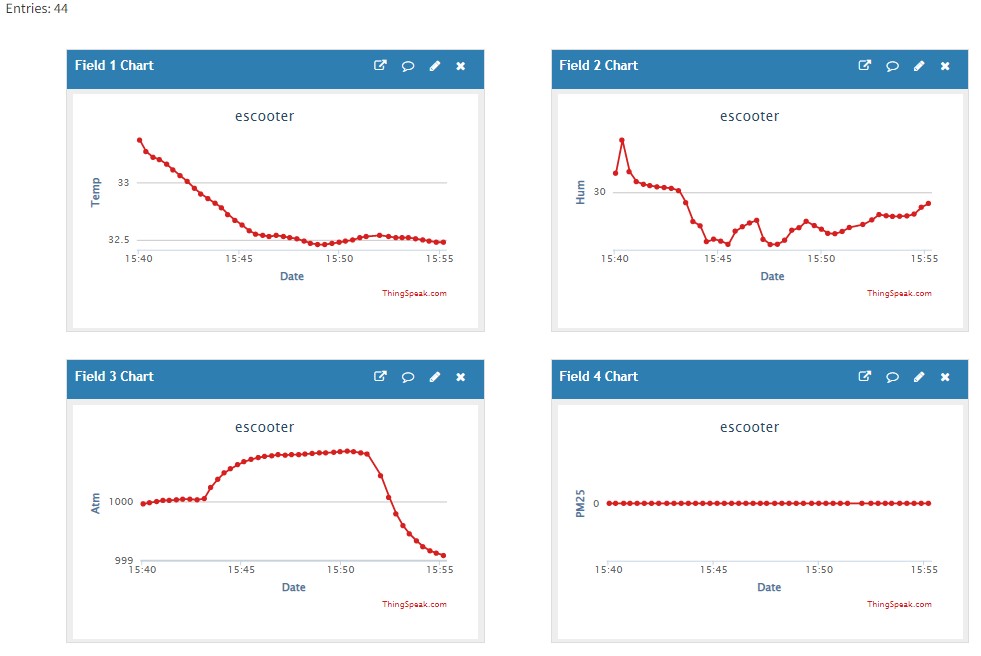 Entries: 44
Field 1 Chart
escooter
Temp
33
32.5
15:40 15:45 15:50 15:55
Date
ThingSpeak.com
Field 2 Chart
escooter
Hum
30
15:40 15:45 15:50 15:55
Date
ThingSpeak.com
Field 3 Chart
escooter
Atm
1000
999
15:40 15:45 15:50 15:55
Date
ThingSpeak.com
Field 4 Chart
escooter
PM25
0
15:40 15:45 15:50 15:55
Date
ThingSpeak.com